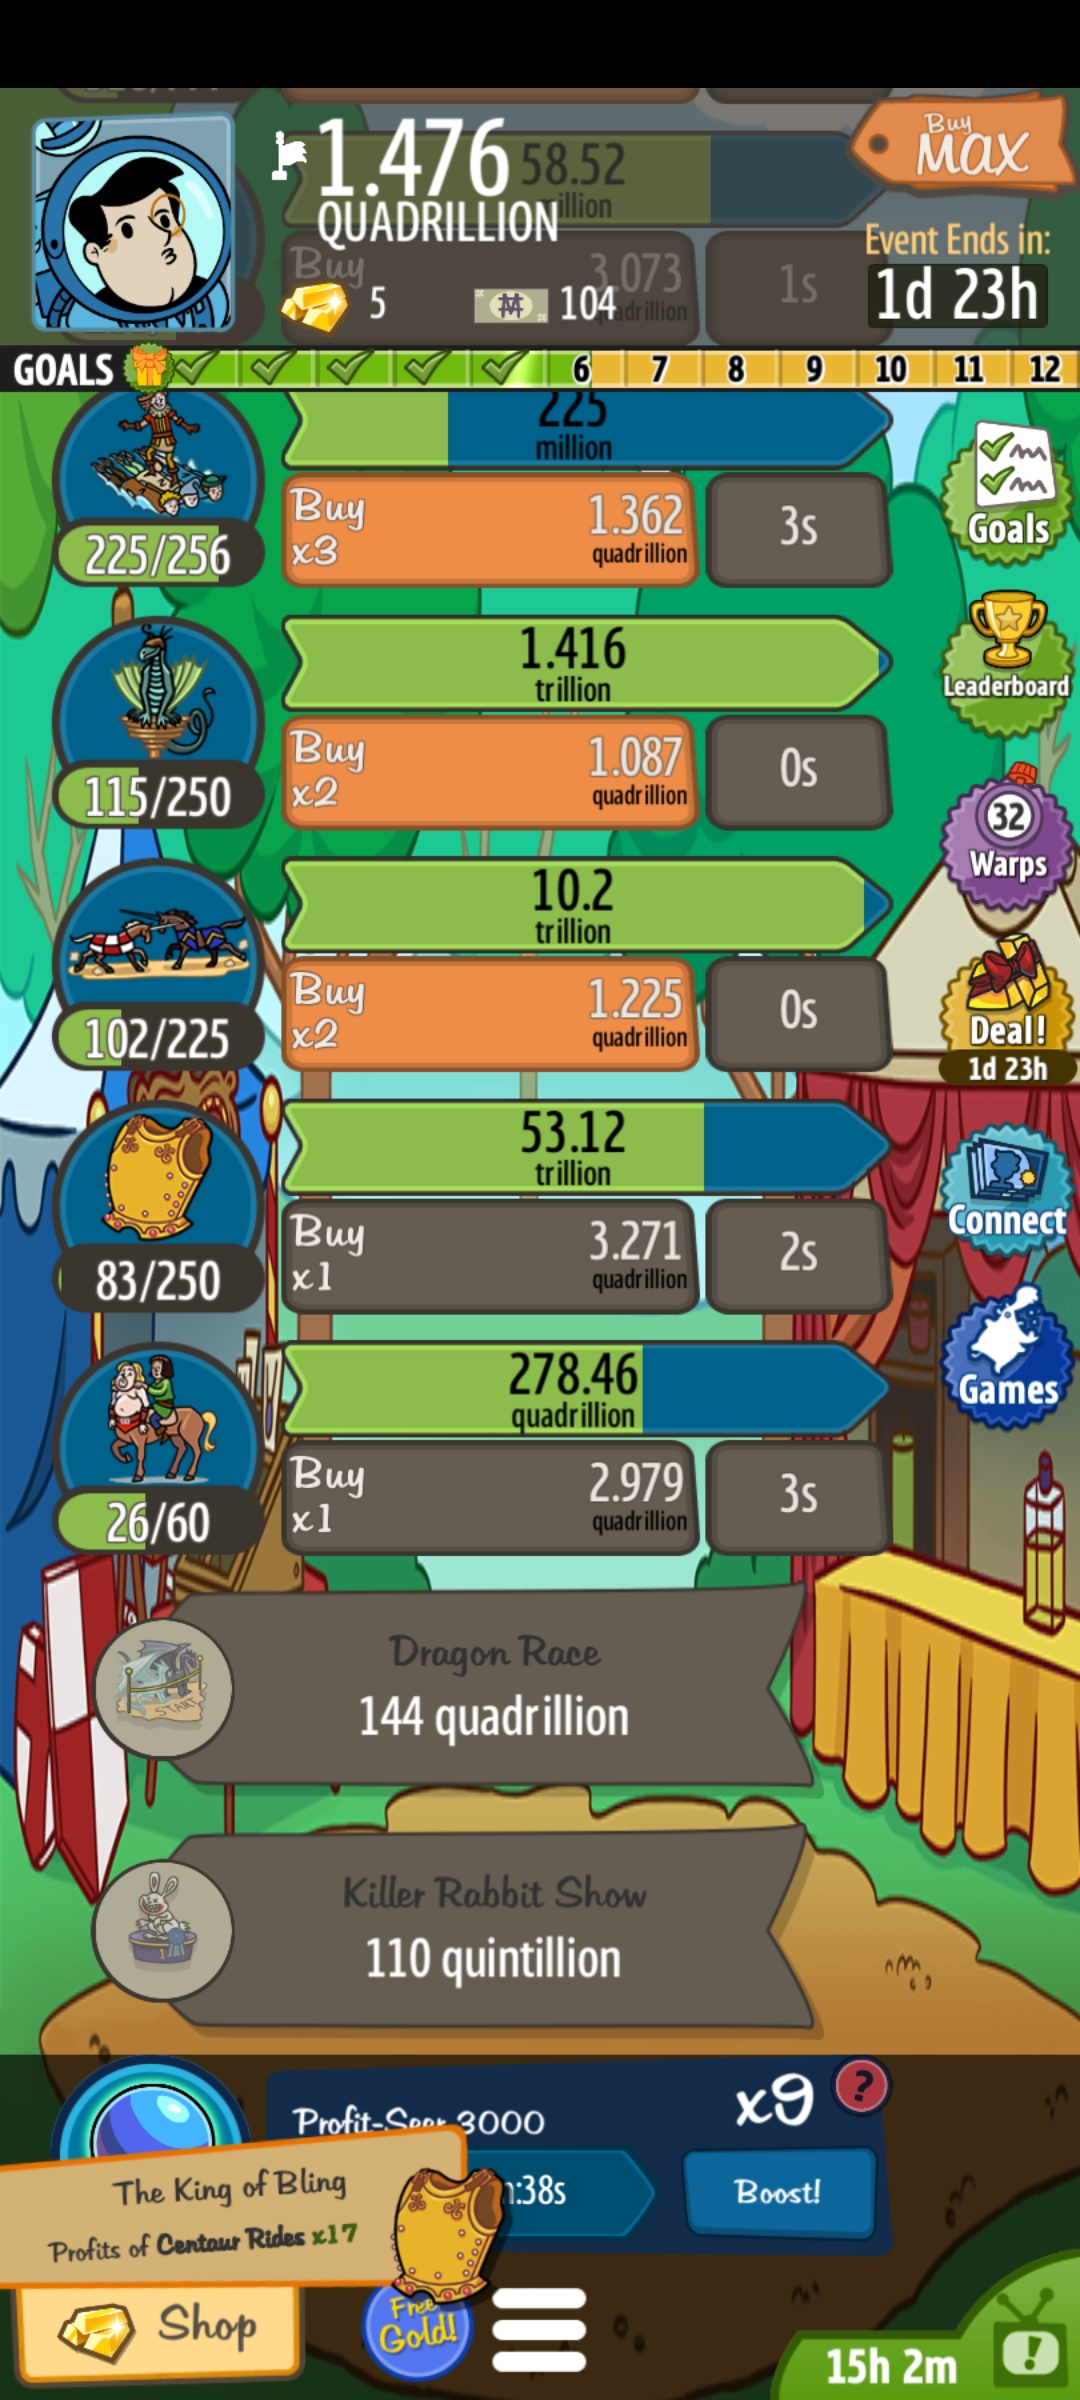 1.476
QUADRILLION
58.52
Buy
MAX
Buy
3.073
quadrillion
1s
5
104
Event Ends in:
1d 23h
GOALS
6
7
8
9
10
11
12
225
million
225/256
Buy
x3
1.362
quadrillion
3s
Goals
1.416
trillion
115/250
Buy
x2
1.087
quadrillion
0s
Leaderboard
32
Warps
10.2
trillion
102/225
Buy
x2
1.225
quadrillion
0s
Deal!
1d 23h
53.12
trillion
83/250
Buy
x1
3.271
quadrillion
2s
Connect
278.46
quadrillion
26/60
Buy
x1
2.979
quadrillion
3s
Games
START
Dragon Race
144 quadrillion
1
Killer Rabbit Show
110 quintillion
Profit-Seer 3000
x9
?
:38s
Boost!
The King of Bling
Profits of Centaur Rides x17
Shop
Free
Gold!
15h 2m
!